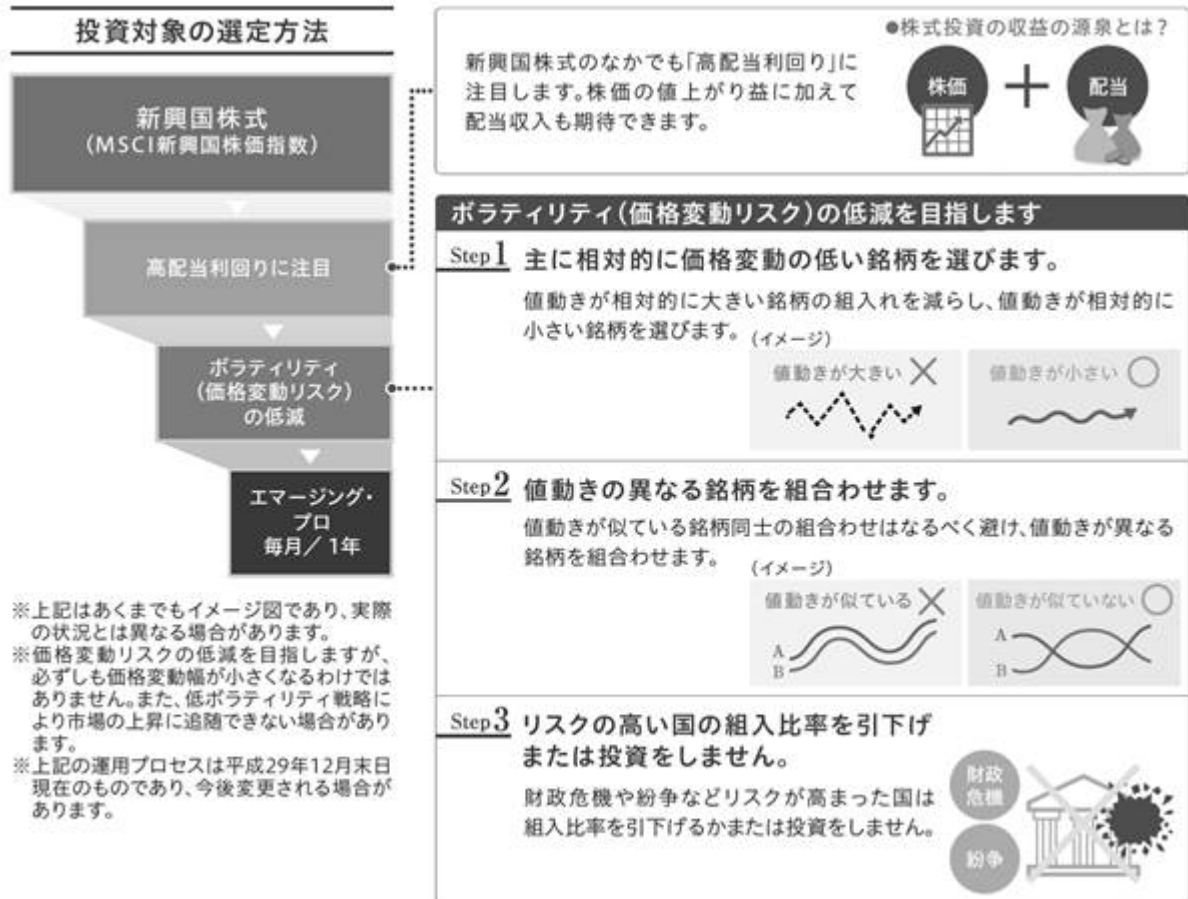 投資対象の選定方法
新興国株式
(MSCI新興国株価指数)
高配当利回りに注目
ボラティリティ
(価格変動リスク)
の低減
エマージング・
プロ
毎月／1年
※上記はあくまでもイメージ図であり、実際
の状況とは異なる場合があります。
※価格変動リスクの低減を目指しますが、
必ずしも価格変動幅が小さくなるわけでは
ありません。また、低ボラティリティ戦略に
より市場の上昇に追随できない場合があり
ます。
※上記の運用プロセスは平成29年12月末日
現在のものであり、今後変更される場合が
あります。
新興国株式のなかでも「高配当利回り」に
注目します。株価の値上がり益に加えて
配当収入も期待できます。
●株式投資の収益の源泉とは?
株価
＋
配当
ボラティリティ(価格変動リスク)の低減を目指します
Step1 主に相対的に価格変動の低い銘柄を選びます。
値動きが相対的に大きい銘柄の組入れを減らし、値動きが相対的に
小さい銘柄を選びます。
(イメージ)
値動きが大きい
値動きが小さい
Step2 値動きの異なる銘柄を組合わせます。
値動きが似ている銘柄同士の組合わせはなるべく避け、値動きが異なる
銘柄を組合わせます。
(イメージ)
値動きが似ている
A
B
値動きが似ていない
A
B
Step3 リスクの高い国の組入比率を引下げ
または投資をしません。
財政危機や紛争などリスクが高まった国は
組入比率を引下げるかまたは投資をしません。
財政
危機
紛争